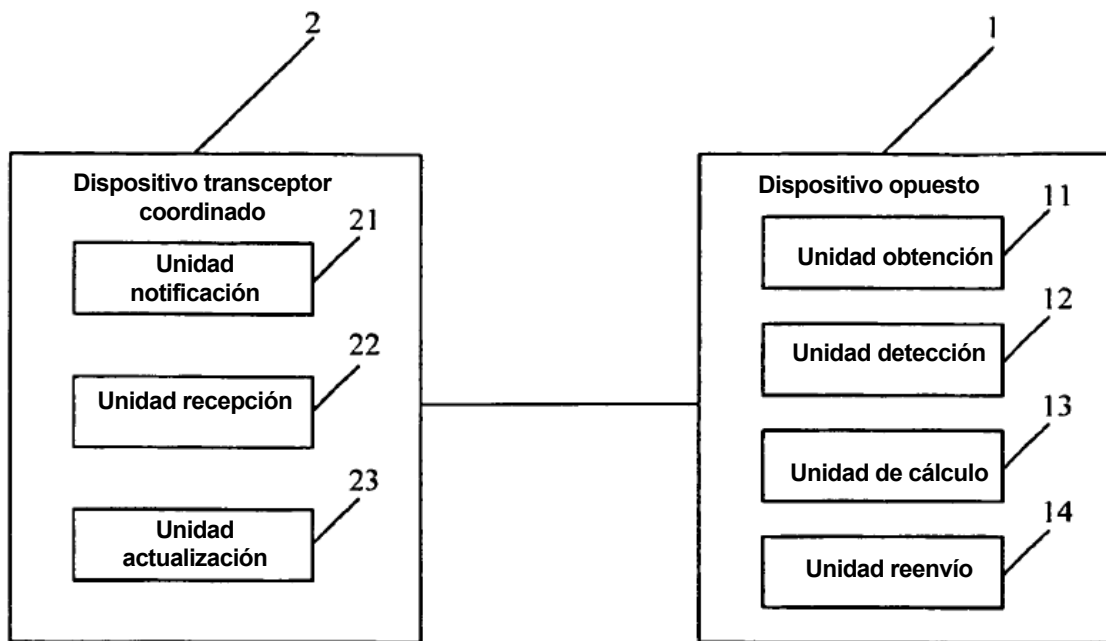 2
1
Dispositivo transceptor
coordinado
21
Unidad
notificación
22
Unidad recepción
23
Unidad
actualización
Dispositivo opuesto
11
Unidad obtención
12
Unidad detección
13
Unidad de cálculo
14
Unidad reenvío